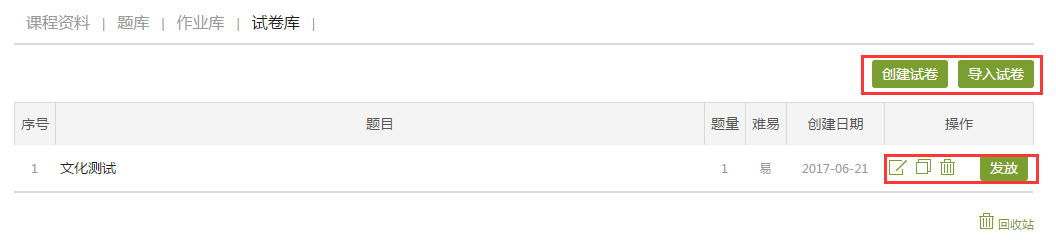 课程资料 | 题库 | 作业库 | 试卷库 |
创建试卷 导入试卷
序号 题目 题量 难易 创建日期 操作
1 文化测试 1 易 2017-06-21 发放
回收站